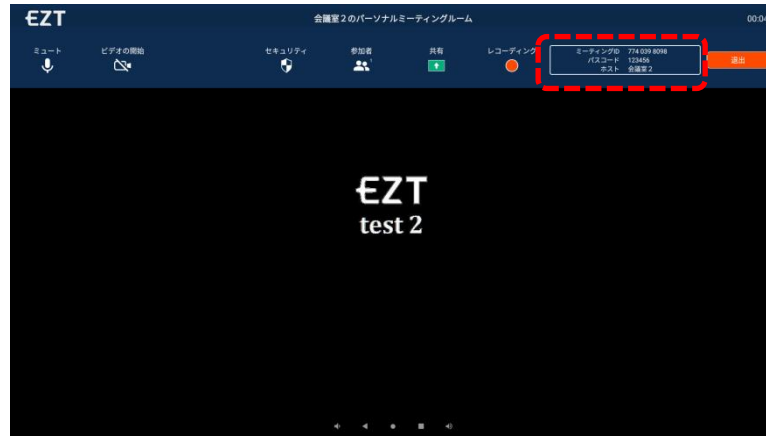 EZT
会議室2のパーソナルミーティングルーム
00:04
ミュート
ビデオの開始
セキュリティ
参加者
1
共有
レコーディング
ミーティングID 774 039 8098
パスコード 123456
ホスト 会議室2
退出
EZT
test 2